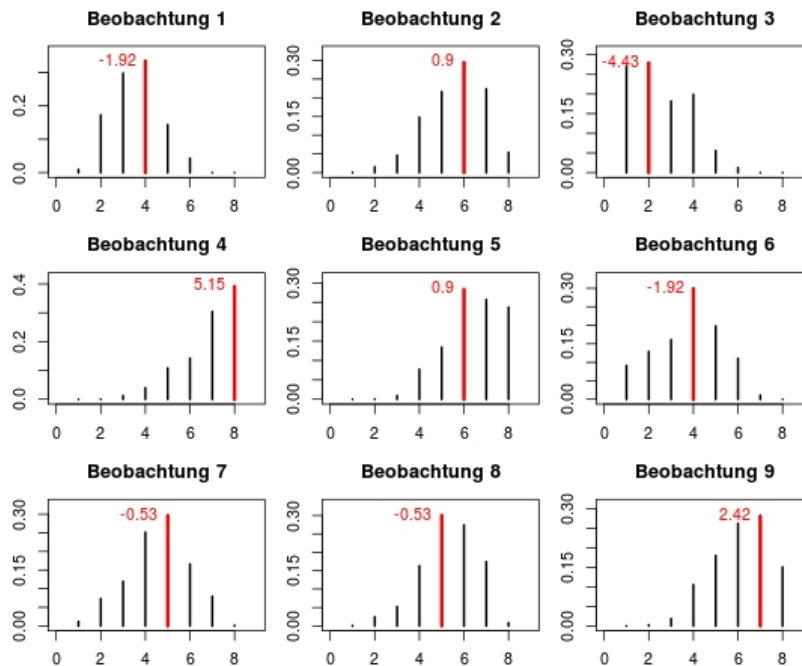 Beobachtung 1
-1.92
0.0 0.2
0 2 4 6 8
Beobachtung 2
0.9
0.00 0.15 0.30
0 2 4 6 8
Beobachtung 3
-4.43
0.00 0.15 0.30
0 2 4 6 8
Beobachtung 4
5.15
0.0 0.2 0.4
0 2 4 6 8
Beobachtung 5
0.9
0.00 0.15 0.30
0 2 4 6 8
Beobachtung 6
-1.92
0.00 0.15 0.30
0 2 4 6 8
Beobachtung 7
-0.53
0.00 0.15 0.30
0 2 4 6 8
Beobachtung 8
-0.53
0.00 0.15 0.30
0 2 4 6 8
Beobachtung 9
2.42
0.00 0.15 0.30
0 2 4 6 8